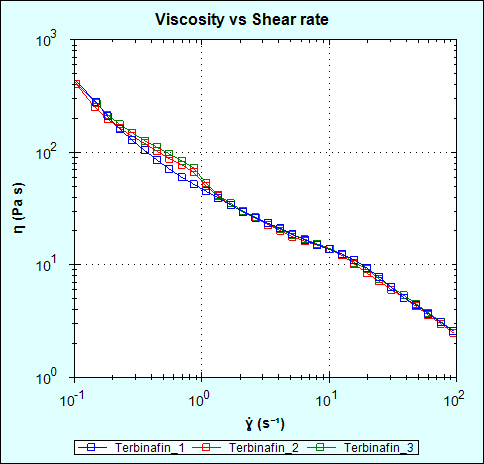 Viscosity vs Shear rate
10³
10²
10¹
10⁰
η (Pa s)
10⁻¹ 10⁰ 10¹ 10²
γ̇ (s⁻¹)
Terbinafin_1 Terbinafin_2 Terbinafin_3